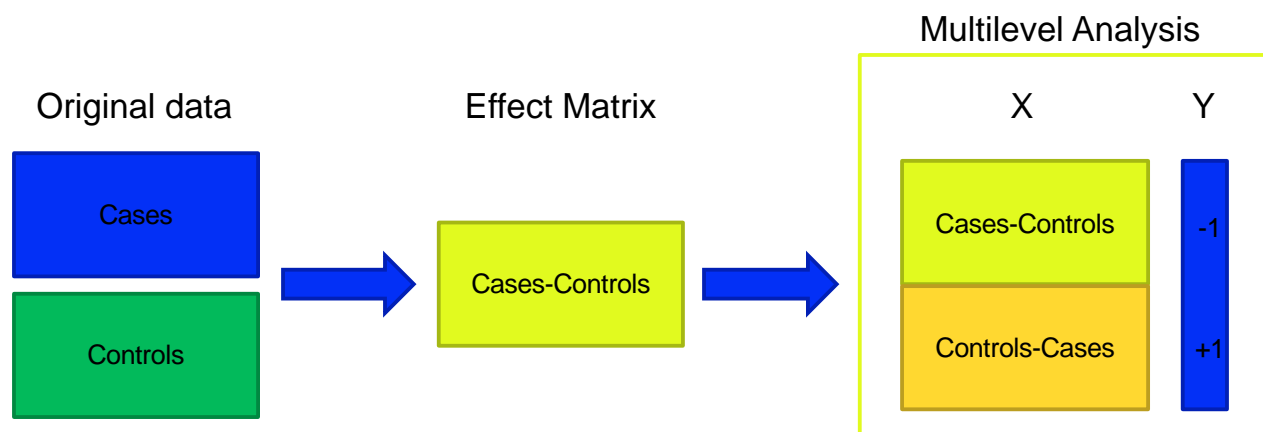 Multilevel Analysis
Original data
Effect Matrix
X
Y
Cases
Controls
Cases-Controls
Cases-Controls
Controls-Cases
-1
+1